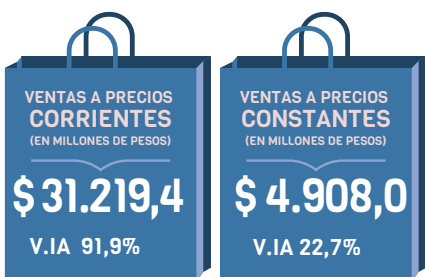 VENTAS A PRECIOS
CORRIENTES
(EN MILLONES DE PESOS)
$ 31.219,4
V.IA 91,9%
VENTAS A PRECIOS
CONSTANTES
(EN MILLONES DE PESOS)
$ 4.908,0
V.IA 22,7%